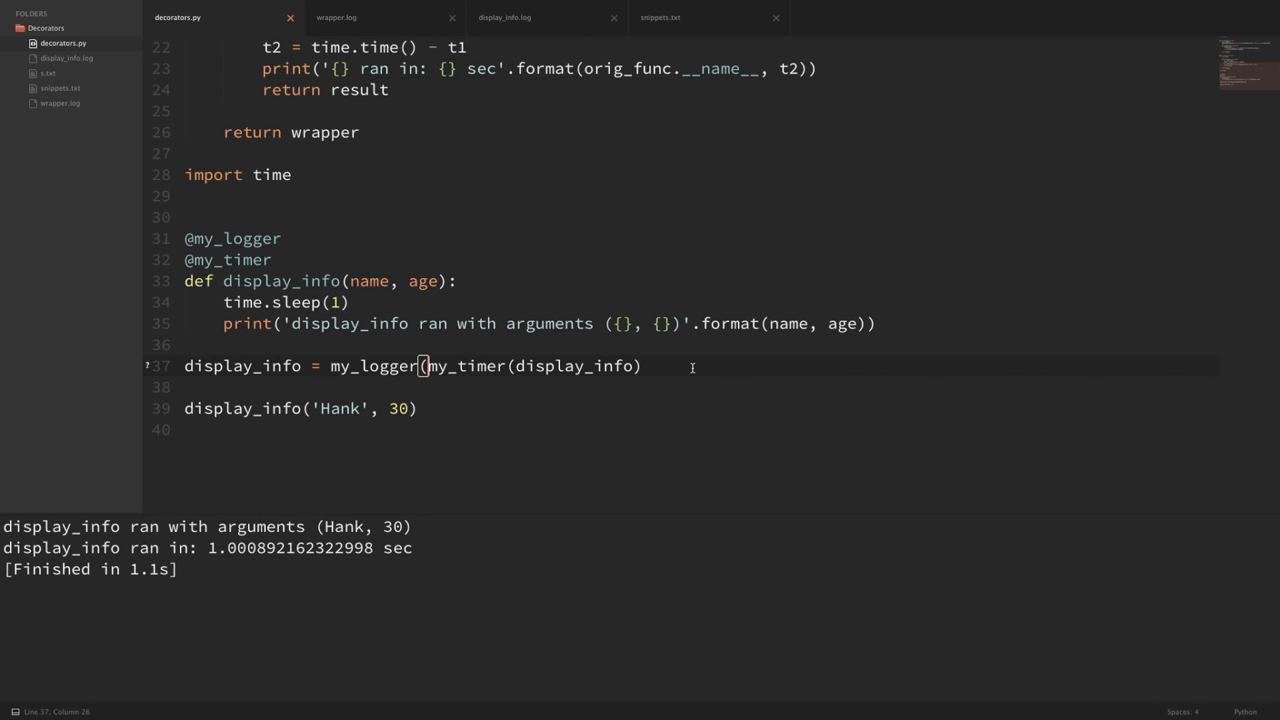 FOLDERS
Decorators
decorators.py
display_info.log
s.txt
snippets.txt
wrapper.log
decorators.py × wrapper.log × display_info.log × snippets.txt ×
22 t2 = time.time() - t1
23 print('{} ran in: {} sec'.format(orig_func.__name__, t2))
24 return result
25
26 return wrapper
27
28 import time
29
30
31 @my_logger
32 @my_timer
33 def display_info(name, age):
34 time.sleep(1)
35 print('display_info ran with arguments ({}, {})'.format(name, age))
36
?37 display_info = my_logger(my_timer(display_info)
38
39 display_info('Hank', 30)
40
display_info ran with arguments (Hank, 30)
display_info ran in: 1.000892162322998 sec
[Finished in 1.1s]
Line 37, Column 26 Spaces: 4 Python